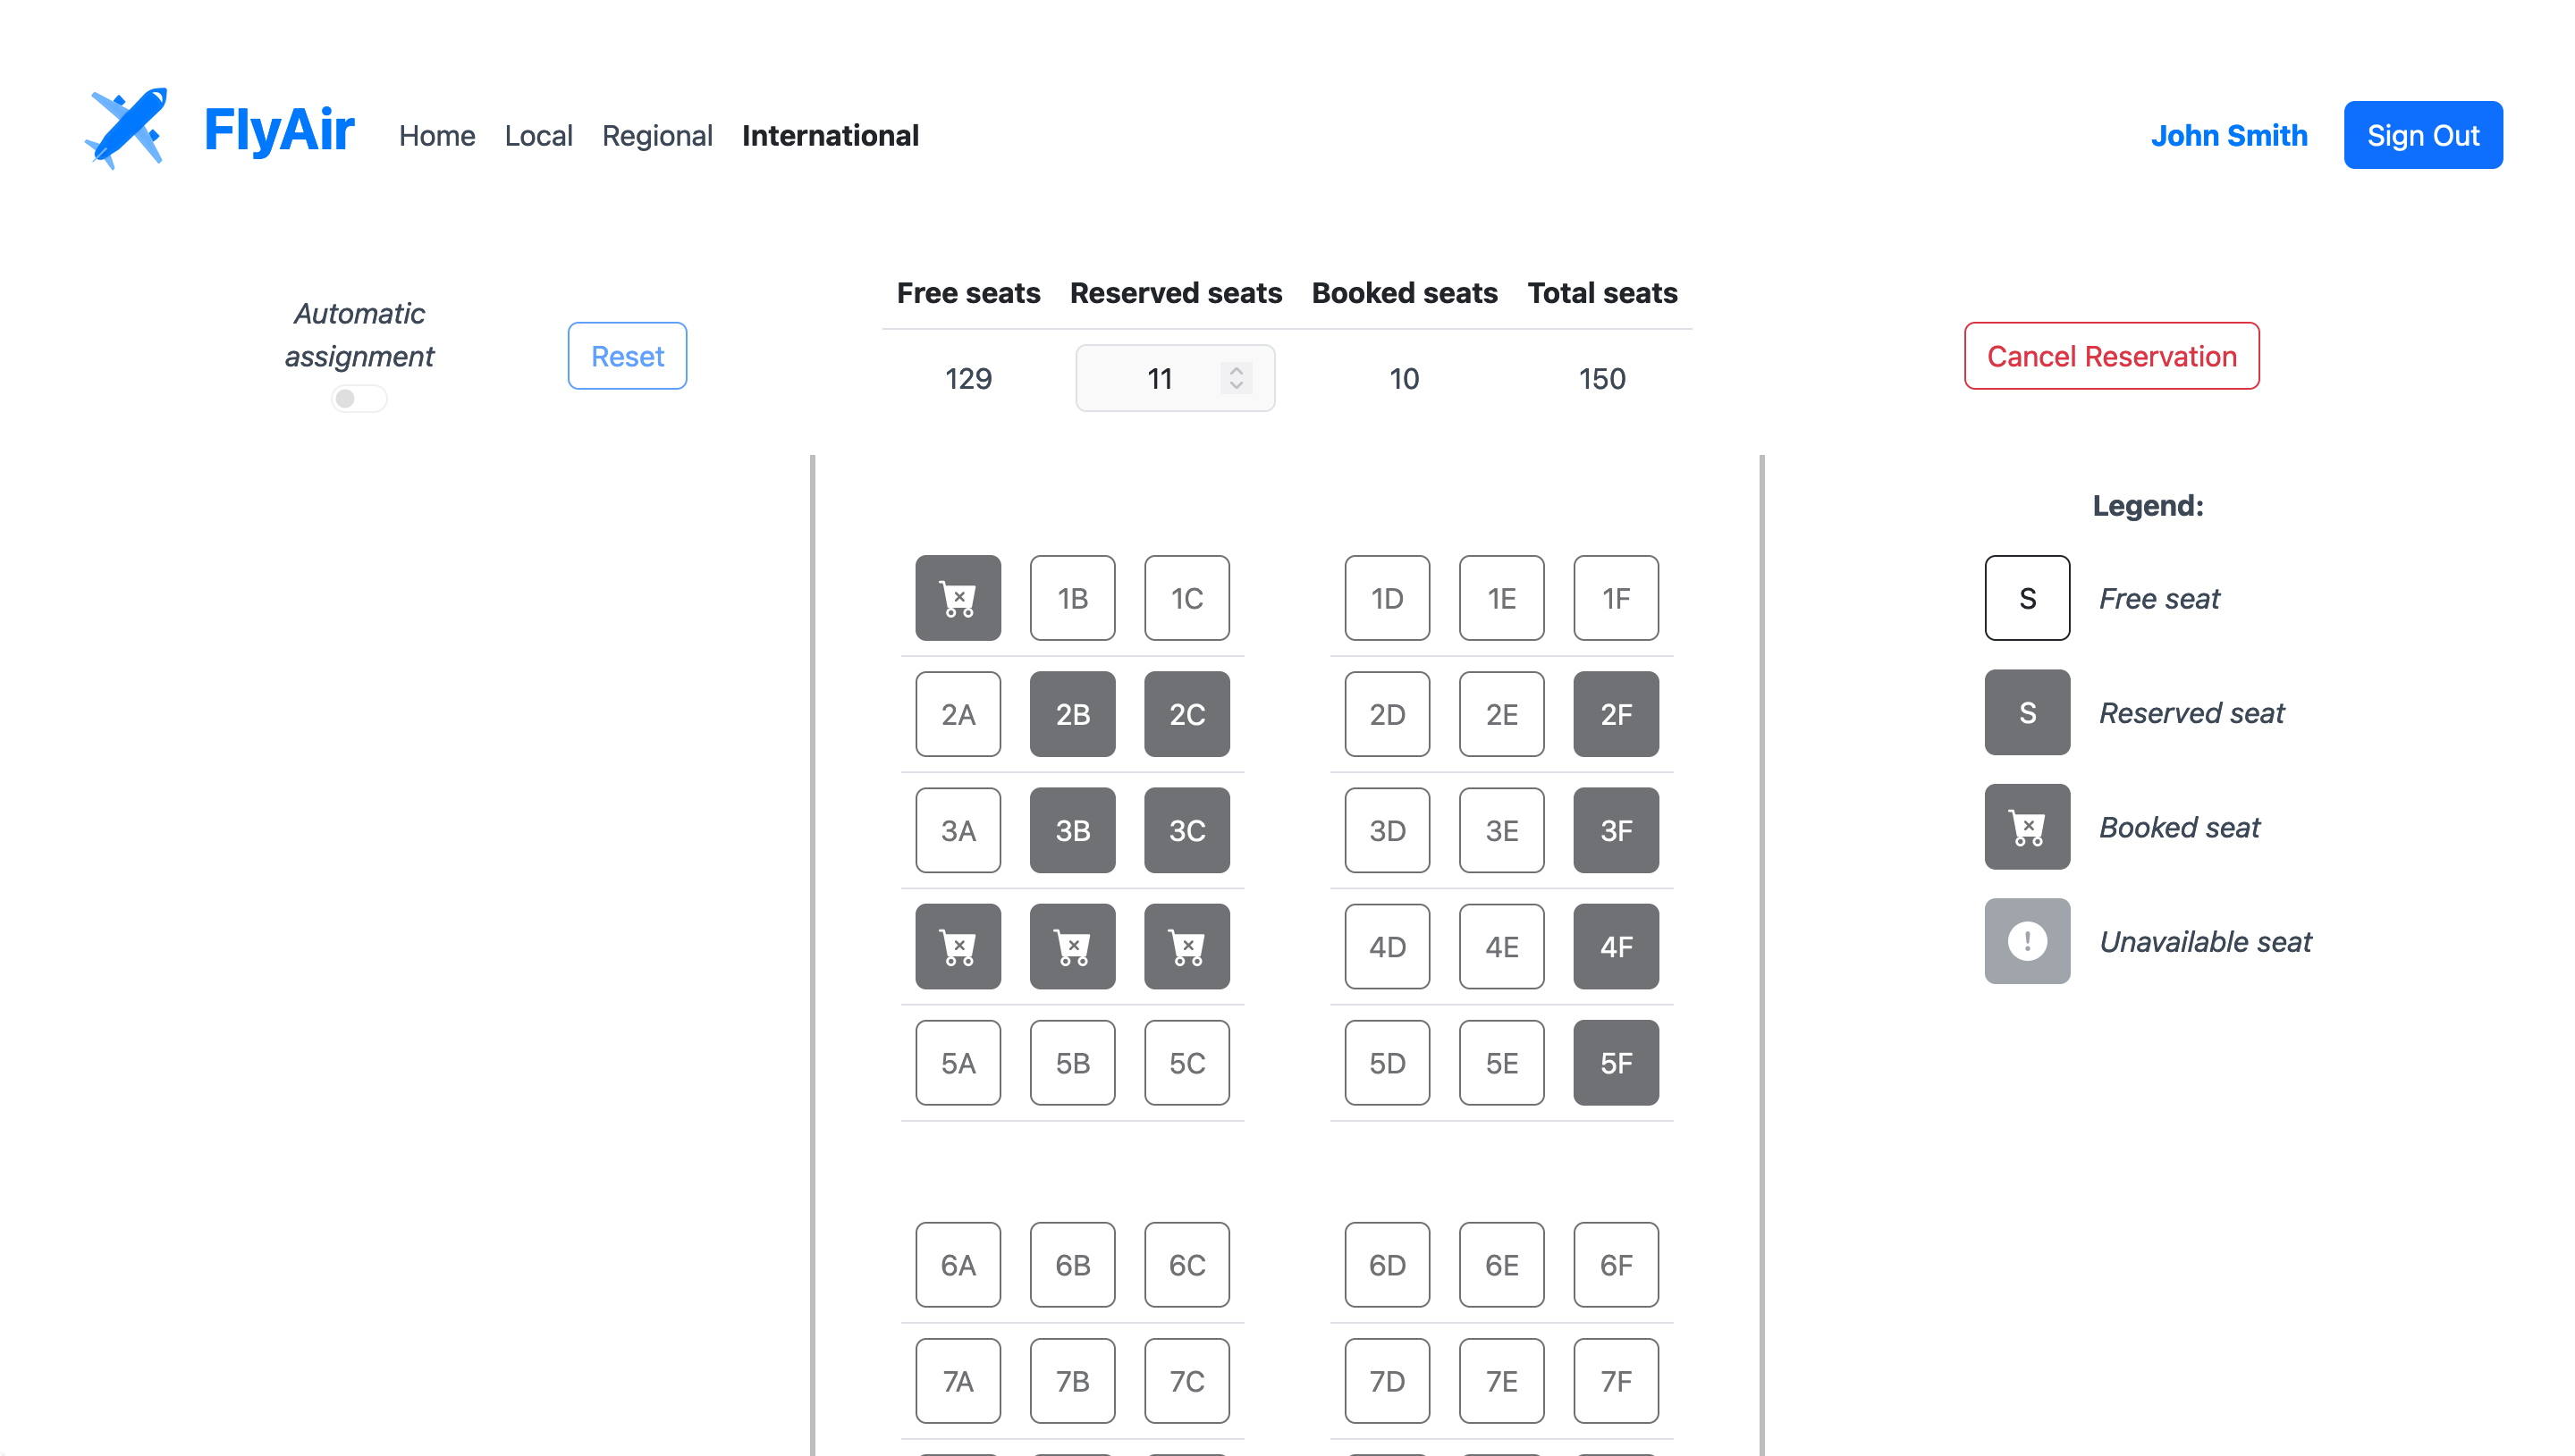 FlyAir Home Local Regional International John Smith Sign Out
Automatic assignment
Reset
Free seats Reserved seats Booked seats Total seats
129 11 10 150
Cancel Reservation
Legend:
S Free seat
S Reserved seat
Booked seat
! Unavailable seat
1B 1C 1D 1E 1F
2A 2B 2C 2D 2E 2F
3A 3B 3C 3D 3E 3F
4D 4E 4F
5A 5B 5C 5D 5E 5F
6A 6B 6C 6D 6E 6F
7A 7B 7C 7D 7E 7F